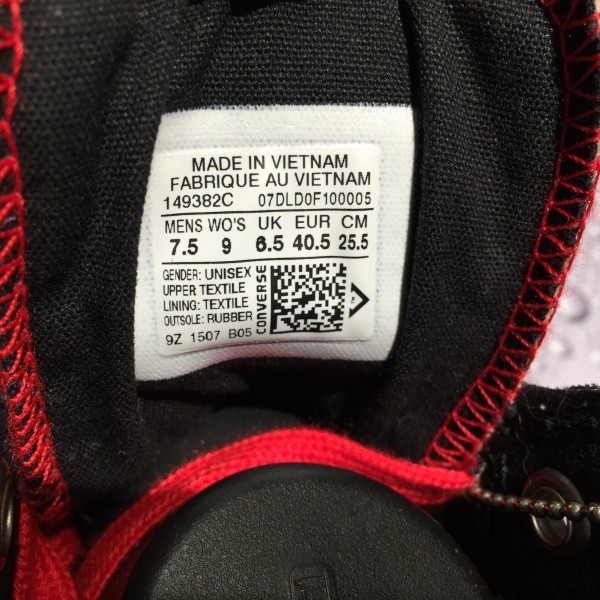 MADE IN VIETNAM
FABRIQUE AU VIETNAM
149382C 07DLD0F100005
MENS WO'S UK EUR CM
7.5 9 6.5 40.5 25.5
GENDER: UNISEX
UPPER: TEXTILE
LINING: TEXTILE
OUTSOLE: RUBBER
9Z 1507 B05
CONVERSE